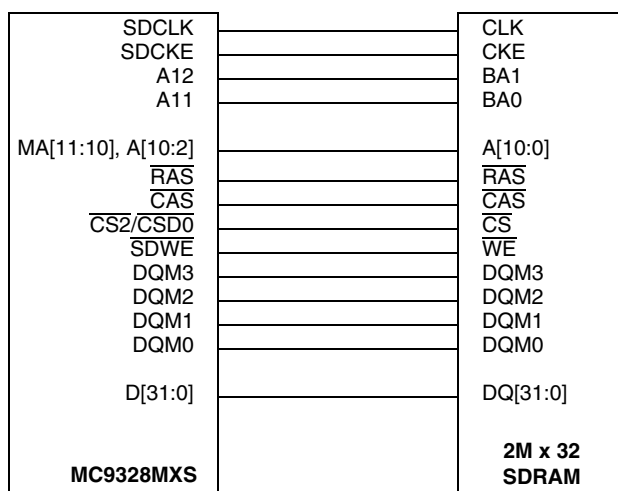 SDCLK CLK
SDCKE CKE
A12 BA1
A11 BA0
MA[11:10], A[10:2] A[10:0]
RAS RAS
CAS CAS
CS2/CSD0 CS
SDWE WE
DQM3 DQM3
DQM2 DQM2
DQM1 DQM1
DQM0 DQM0
D[31:0] DQ[31:0]
MC9328MXS
2M x 32
SDRAM